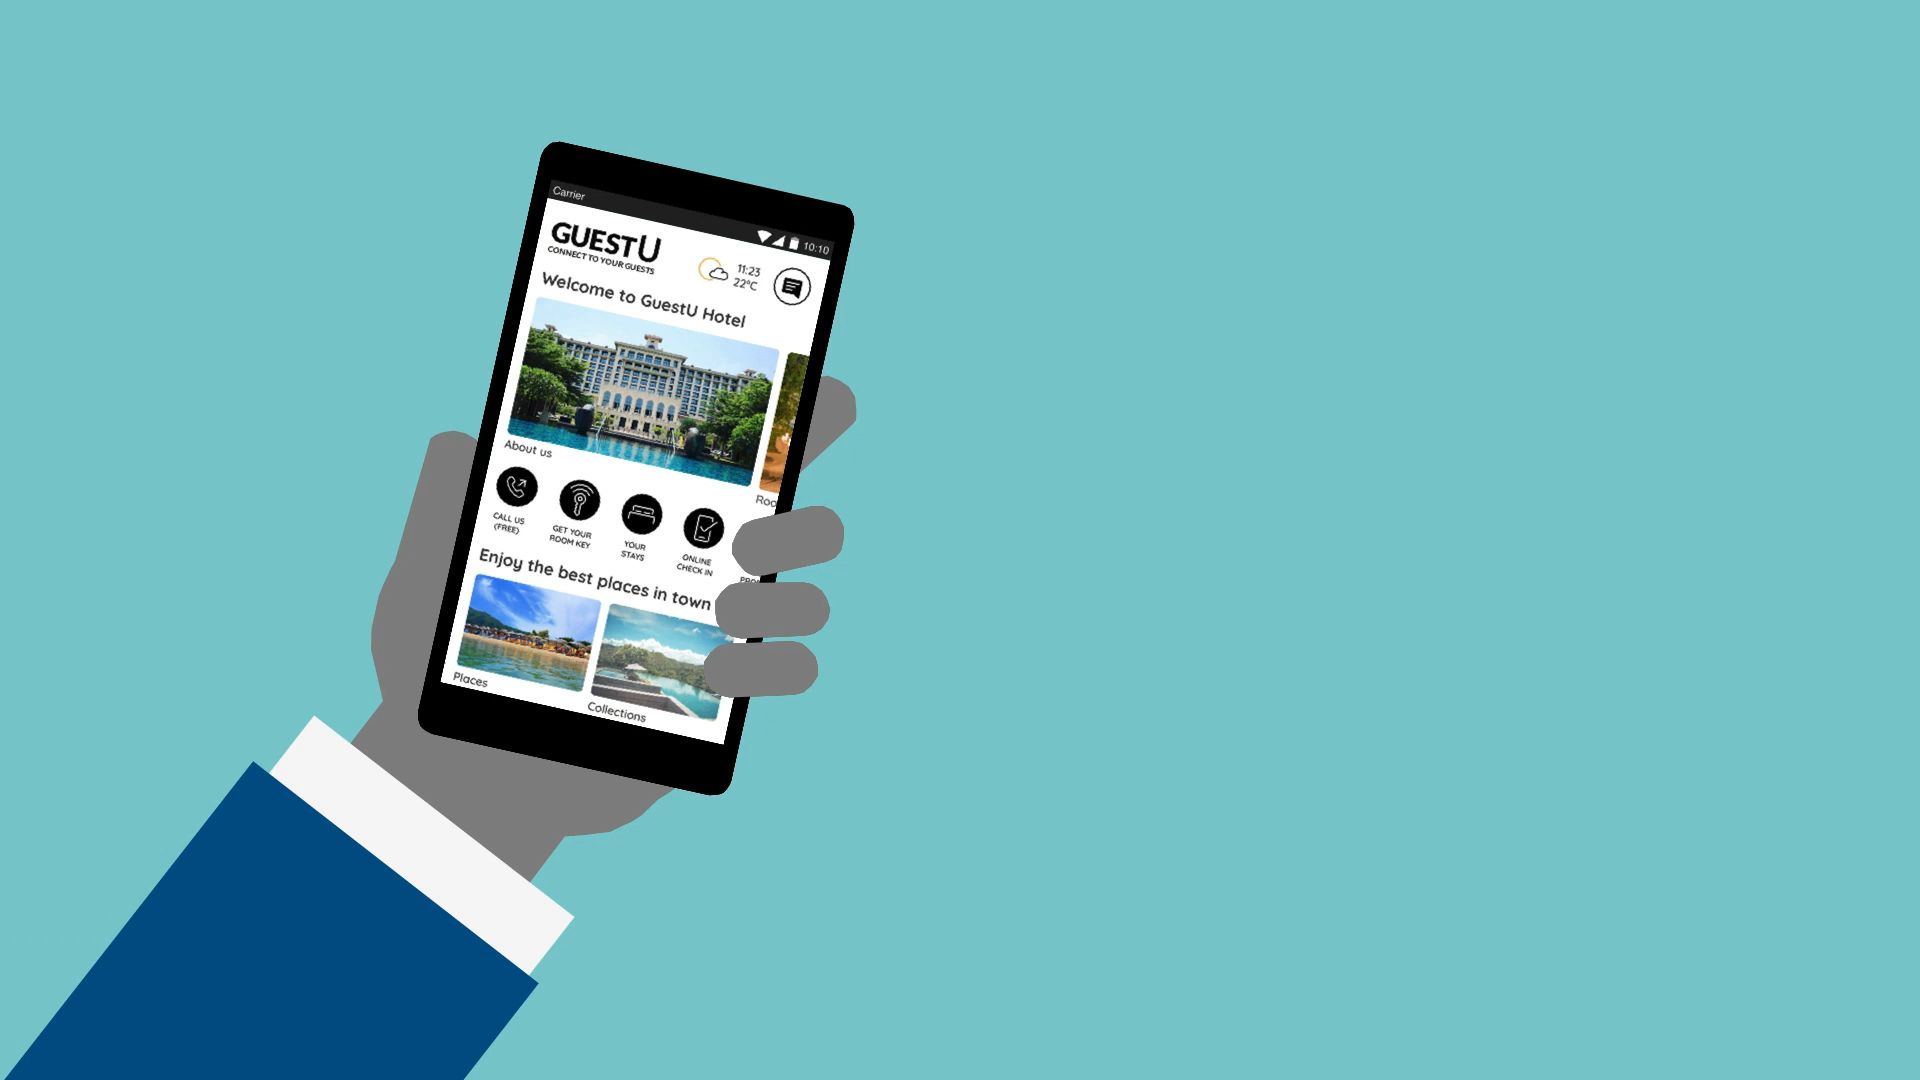 Carrier
10:10
GUESTU
CONNECT TO YOUR GUESTS
11:23
22°C
Welcome to GuestU Hotel
About us
CALL US
(FREE)
GET YOUR
ROOM KEY
YOUR
STAYS
ONLINE
CHECK IN
Enjoy the best places in town
Places
Collections